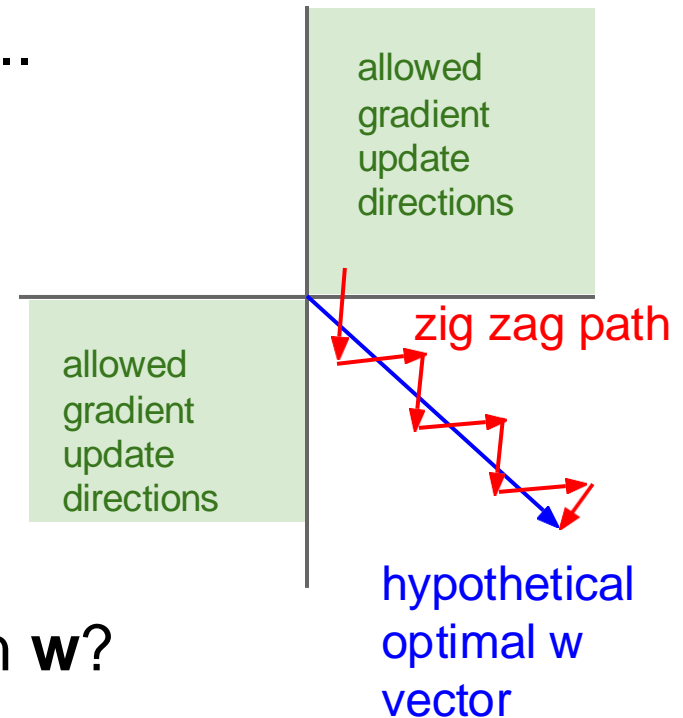 ..
allowed
gradient
update
directions
zig zag path
allowed
gradient
update
directions
hypothetical
optimal w
vector
n w?